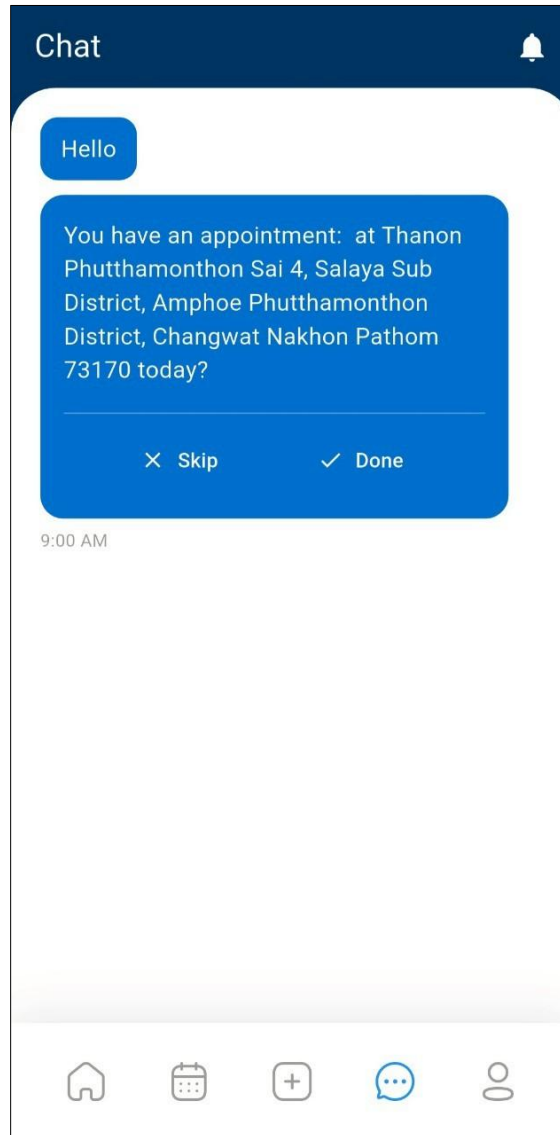 Chat
Hello
You have an appointment:  at Thanon
Phutthamonthon Sai 4, Salaya Sub
District, Amphoe Phutthamonthon
District, Changwat Nakhon Pathom
73170 today?
Skip Done
9:00 AM